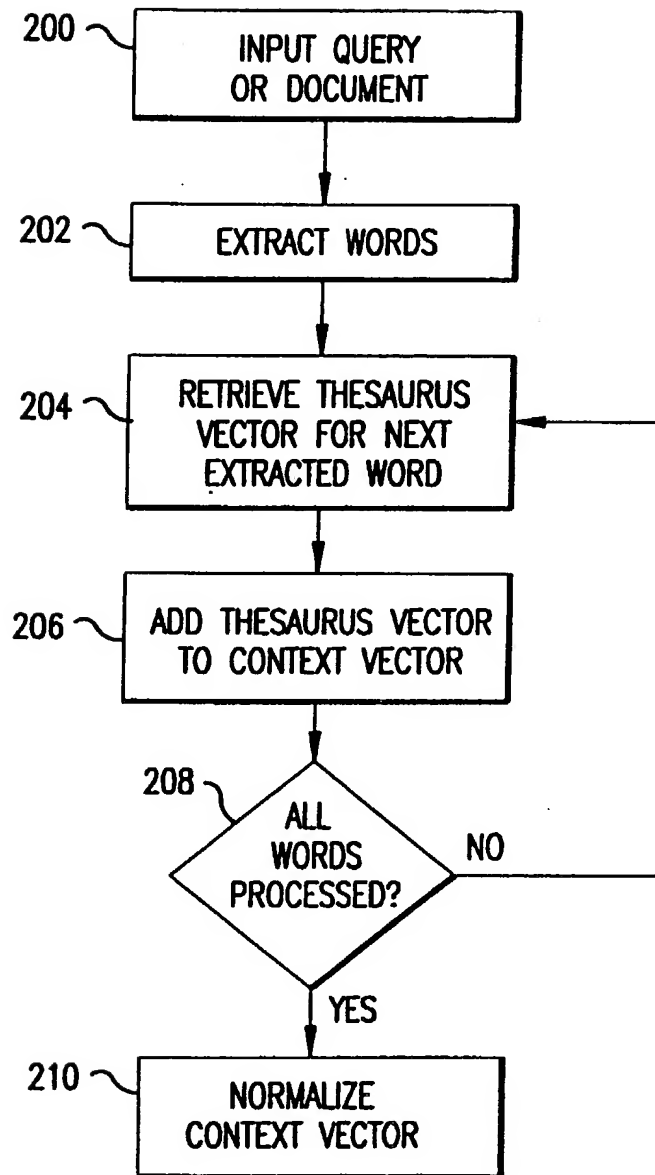 200
INPUT QUERY
OR DOCUMENT
202
EXTRACT WORDS
204
RETRIEVE THESAURUS
VECTOR FOR NEXT
EXTRACTED WORD
206
ADD THESAURUS VECTOR
TO CONTEXT VECTOR
208
ALL
WORDS
PROCESSED?
NO
YES
210
NORMALIZE
CONTEXT VECTOR